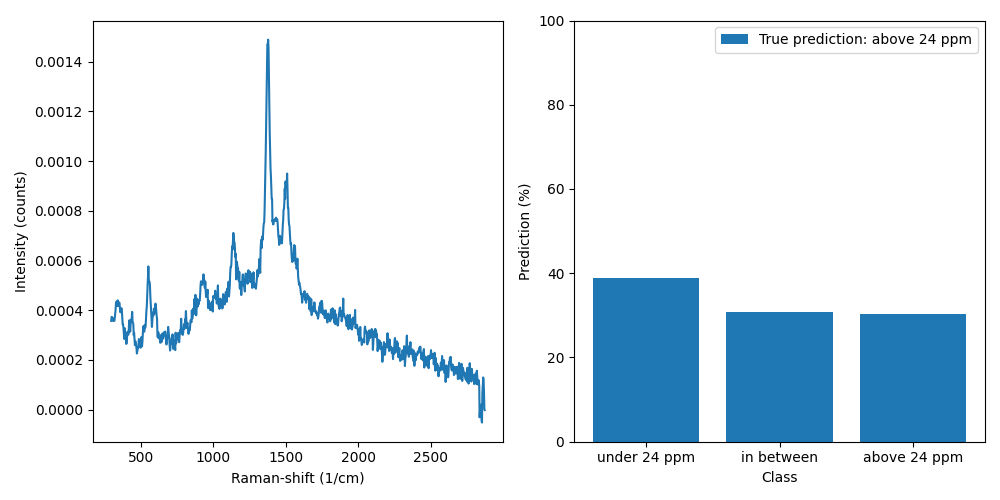 0.0014
0.0012
0.0010
0.0008
0.0006
0.0004
0.0002
0.0000
Intensity (counts)
500 1000 1500 2000 2500
Raman-shift (1/cm)
100
80
60
40
20
0
Prediction (%)
True prediction: above 24 ppm
under 24 ppm in between above 24 ppm
Class